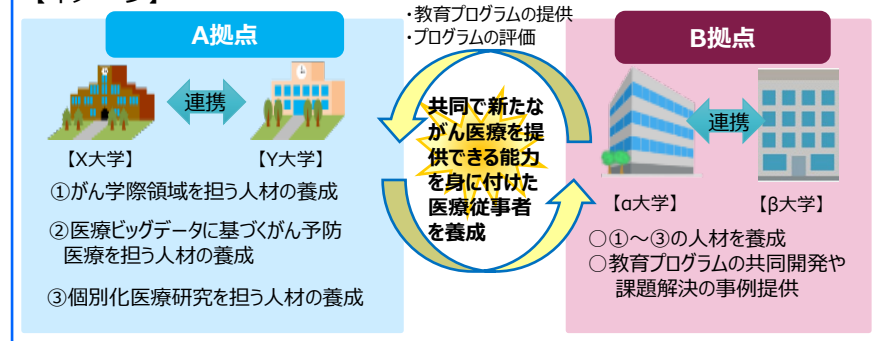 ・教育プログラムの提供
・プログラムの評価
A拠点
連携
【X大学】
【Y大学】
①がん学際領域を担う人材の養成
②医療ビッグデータに基づくがん予防
医療を担う人材の養成
③個別化医療研究を担う人材の養成
共同で新たな
がん医療を提
供できる能力
を身に付けた
医療従事者
を養成
B拠点
連携
【α大学】
【β大学】
○①～③の人材を養成
○教育プログラムの共同開発や
課題解決の事例提供